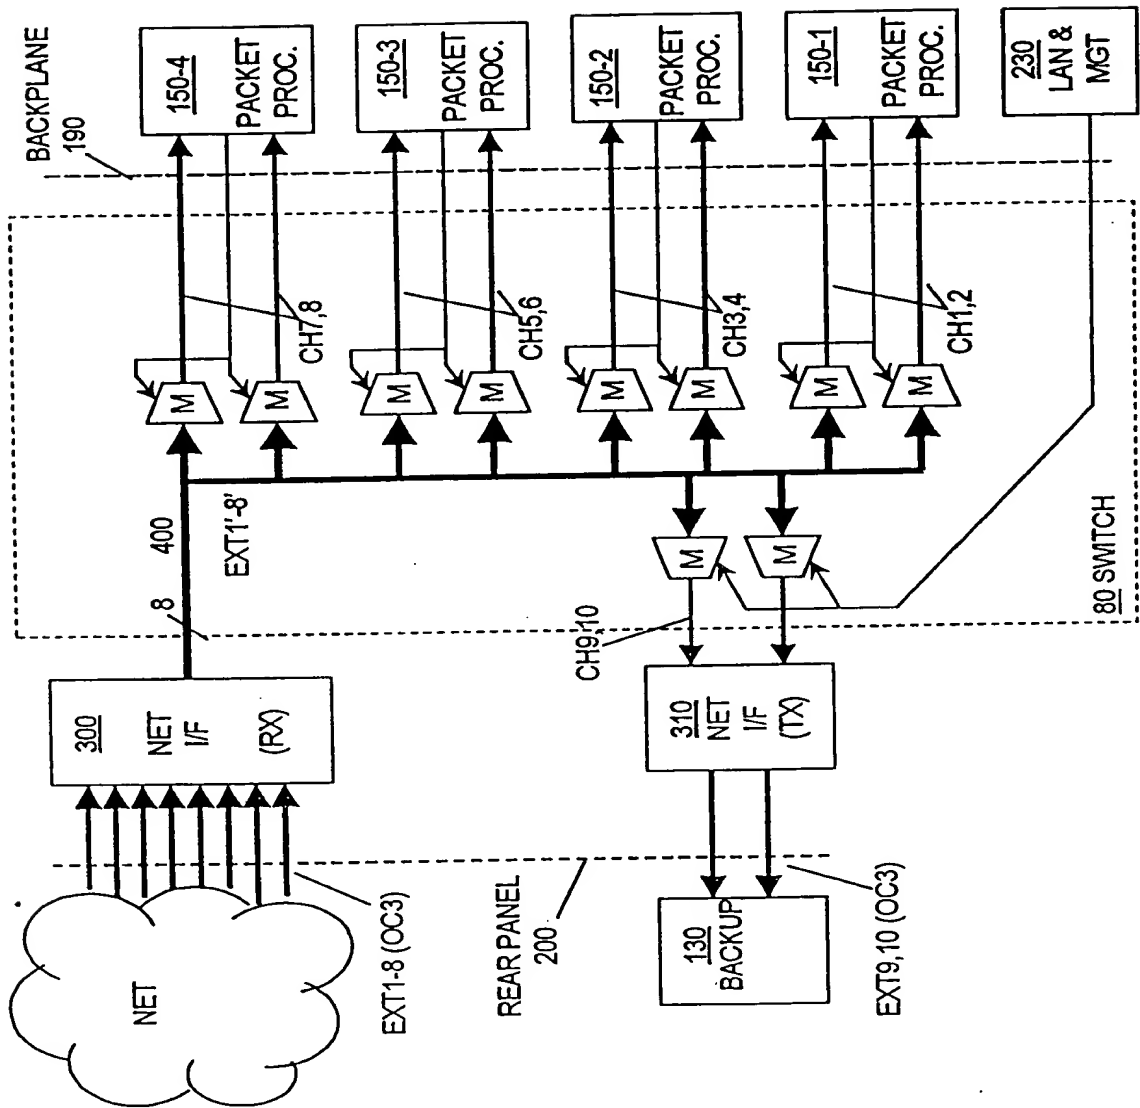 BACKPLANE
190
150-4
PACKET
PROC.
150-3
PACKET
PROC.
150-2
PACKET
PROC.
150-1
PACKET
PROC.
230
LAN &
MGT
CH7,8
CH5,6
CH3,4
CH1,2
M
M
M
M
M
M
M
M
400
8
EXT1'-8'
M
M
CH9,10
80 SWITCH
300
NET
I/F
(RX)
310
NET
I/F
(TX)
NET
EXT1-8 (OC3)
REAR PANEL
200
130
BACKUP
EXT9,10 (OC3)